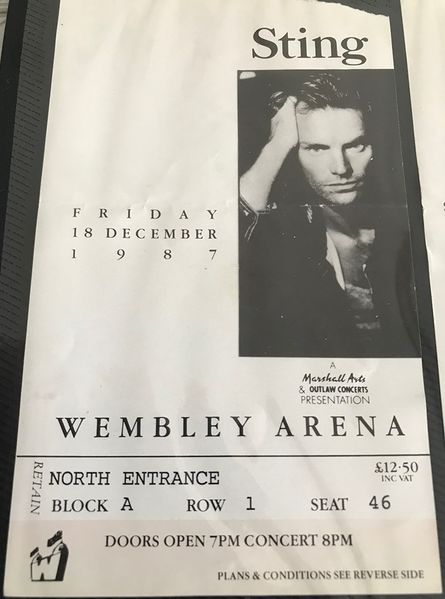 Sting
FRIDAY
18 DECEMBER
1987
A
Marshall Arts
& OUTLAW CONCERTS
PRESENTATION
WEMBLEY ARENA
RETAIN
NORTH ENTRANCE
£12·50
INC VAT
BLOCK A ROW 1 SEAT 46
DOORS OPEN 7PM CONCERT 8PM
PLANS & CONDITIONS SEE REVERSE SIDE